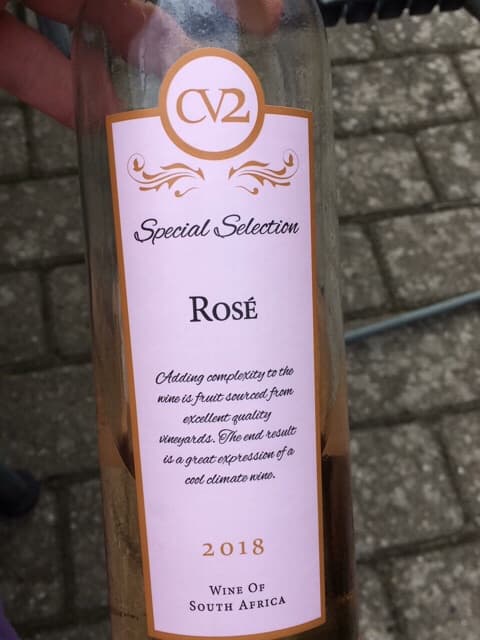 CV2
Special Selection
Rosé
Adding complexity to the
wine is fruit sourced from
excellent quality
vineyards. The end result
is a great expression of a
cool climate wine.
2018
Wine Of
South Africa